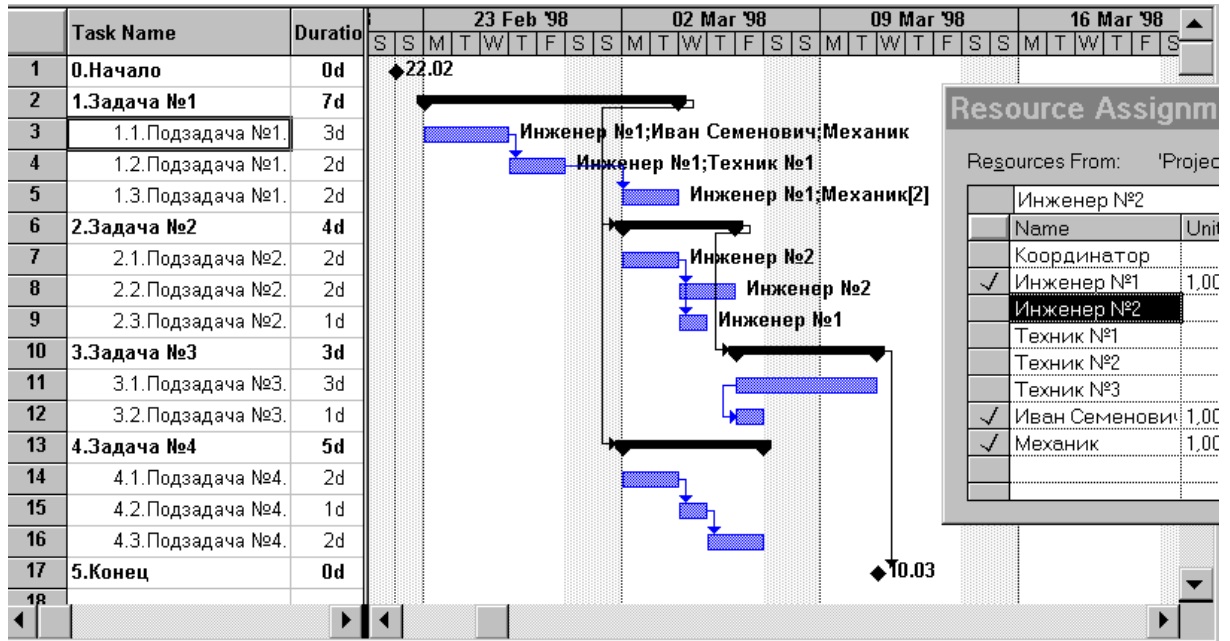 Task Name Duratio 23 Feb '98 02 Mar '98 09 Mar '98 16 Mar '98
S S M T W T F S S M T W T F S S M T W T F S S M T W T F S
1 0.Начало 0d 22.02
2 1.Задача №1 7d
3 1.1.Подзадача №1. 3d Инженер №1;Иван Семенович;Механик
4 1.2.Подзадача №1. 2d Инженер №1;Техник №1
5 1.3.Подзадача №1. 2d Инженер №1;Механик[2]
6 2.Задача №2 4d
7 2.1.Подзадача №2. 2d Инженер №2
8 2.2.Подзадача №2. 2d Инженер №2
9 2.3.Подзадача №2. 1d Инженер №1
10 3.Задача №3 3d
11 3.1.Подзадача №3. 3d
12 3.2.Подзадача №3. 1d
13 4.Задача №4 5d
14 4.1.Подзадача №4. 2d
15 4.2.Подзадача №4. 1d
16 4.3.Подзадача №4. 2d
17 5.Конец 0d 10.03
18
Resource Assignm
Resources From: 'Projec
Инженер №2
Name Unit
Координатор
Инженер №1 1,00
Инженер №2
Техник №1
Техник №2
Техник №3
Иван Семенович 1,00
Механик 1,00